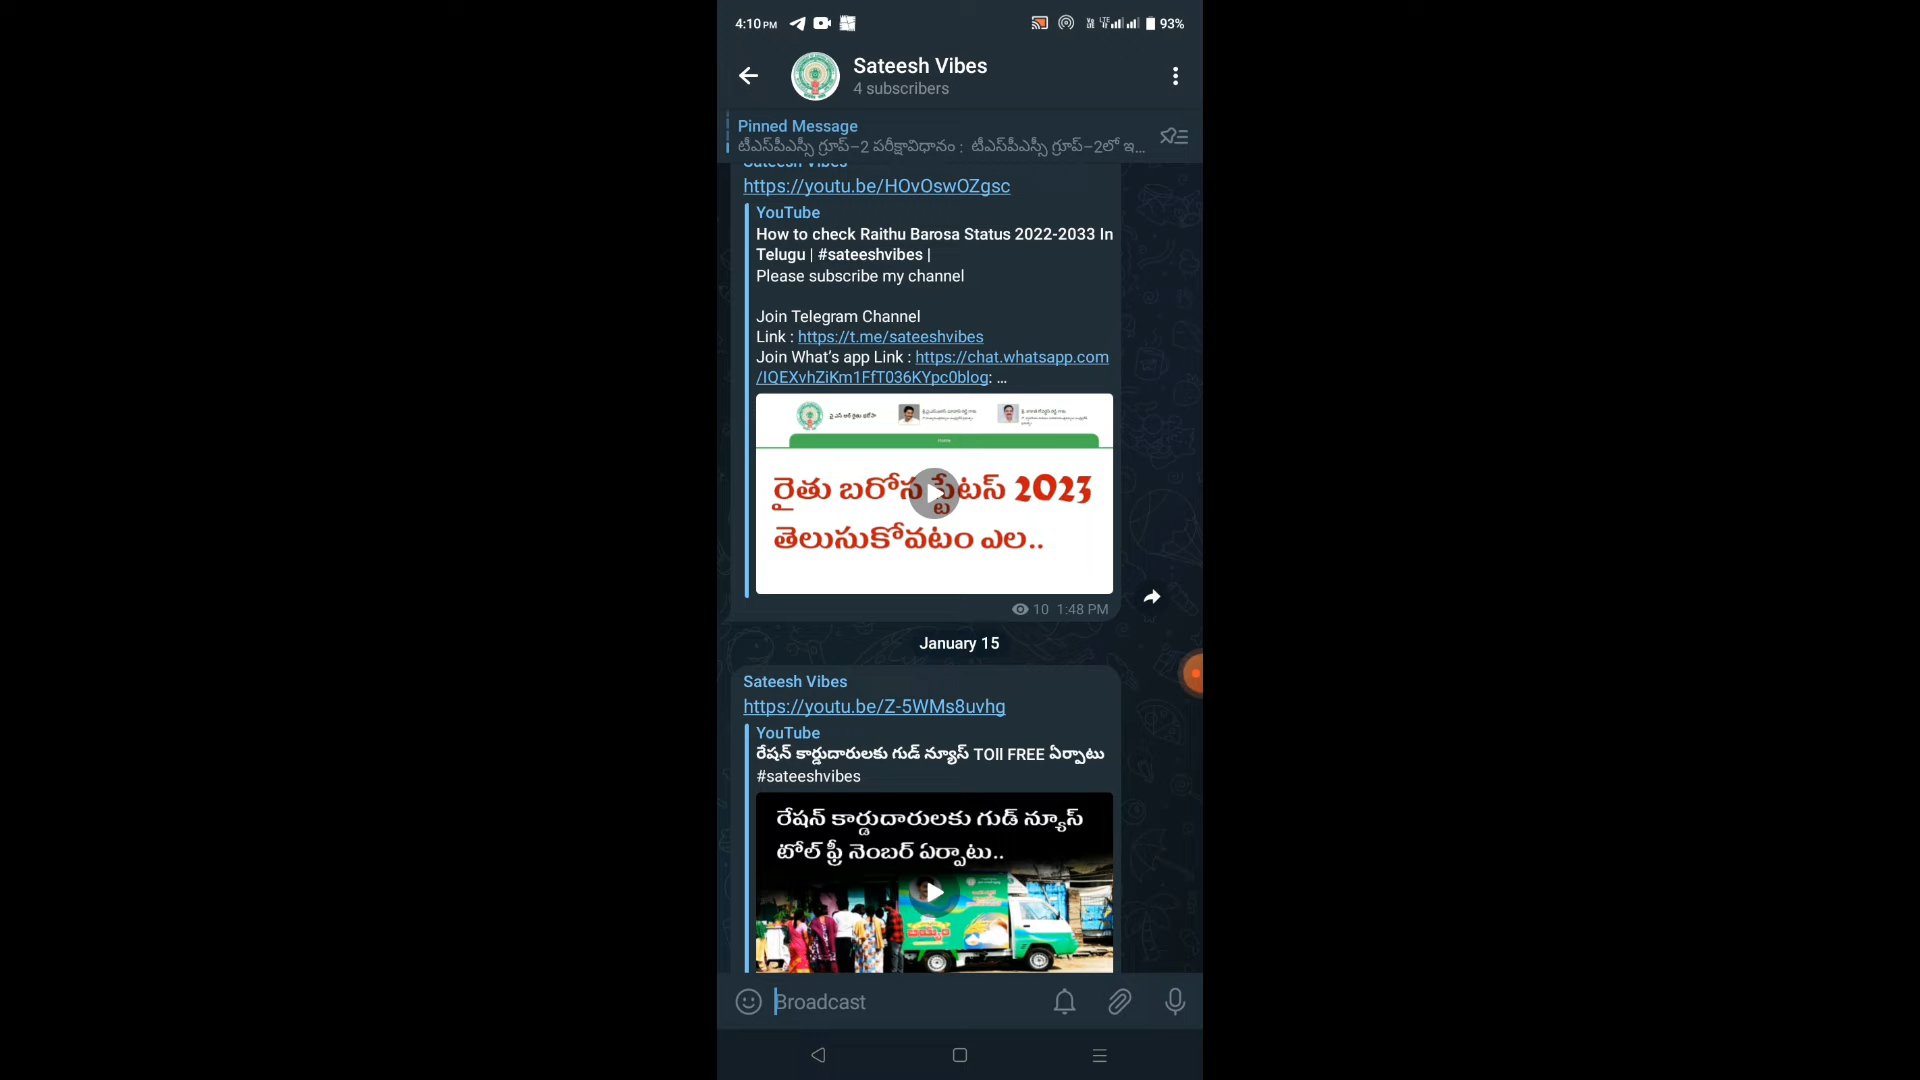 4:10 PM
93%
Sateesh Vibes
4 subscribers
Pinned Message
టీఎస్‌పీఎస్సీ గ్రూప్–2 పరీక్షావిధానం : టీఎస్‌పీఎస్సీ గ్రూప్–2లో ఇ...
Sateesh Vibes
https://youtu.be/HOvOswOZgsc
YouTube
How to check Raithu Barosa Status 2022-2033 In
Telugu | #sateeshvibes |
Please subscribe my channel
Join Telegram Channel
Link : https://t.me/sateeshvibes
Join What's app Link : https://chat.whatsapp.com
/IQEXvhZiKm1FfT036KYpc0blog: ...
Home
రైతు బరోస స్టేటస్ 2023
తెలుసుకోవటం ఎల..
10 1:48 PM
January 15
Sateesh Vibes
https://youtu.be/Z-5WMs8uvhg
YouTube
రేషన్ కార్డుదారులకు గుడ్ న్యూస్ TOll FREE ఏర్పాటు
#sateeshvibes
రేషన్ కార్డుదారులకు గుడ్ న్యూస్
టోల్ ఫ్రీ నెంబర్ ఏర్పాటు..
Broadcast